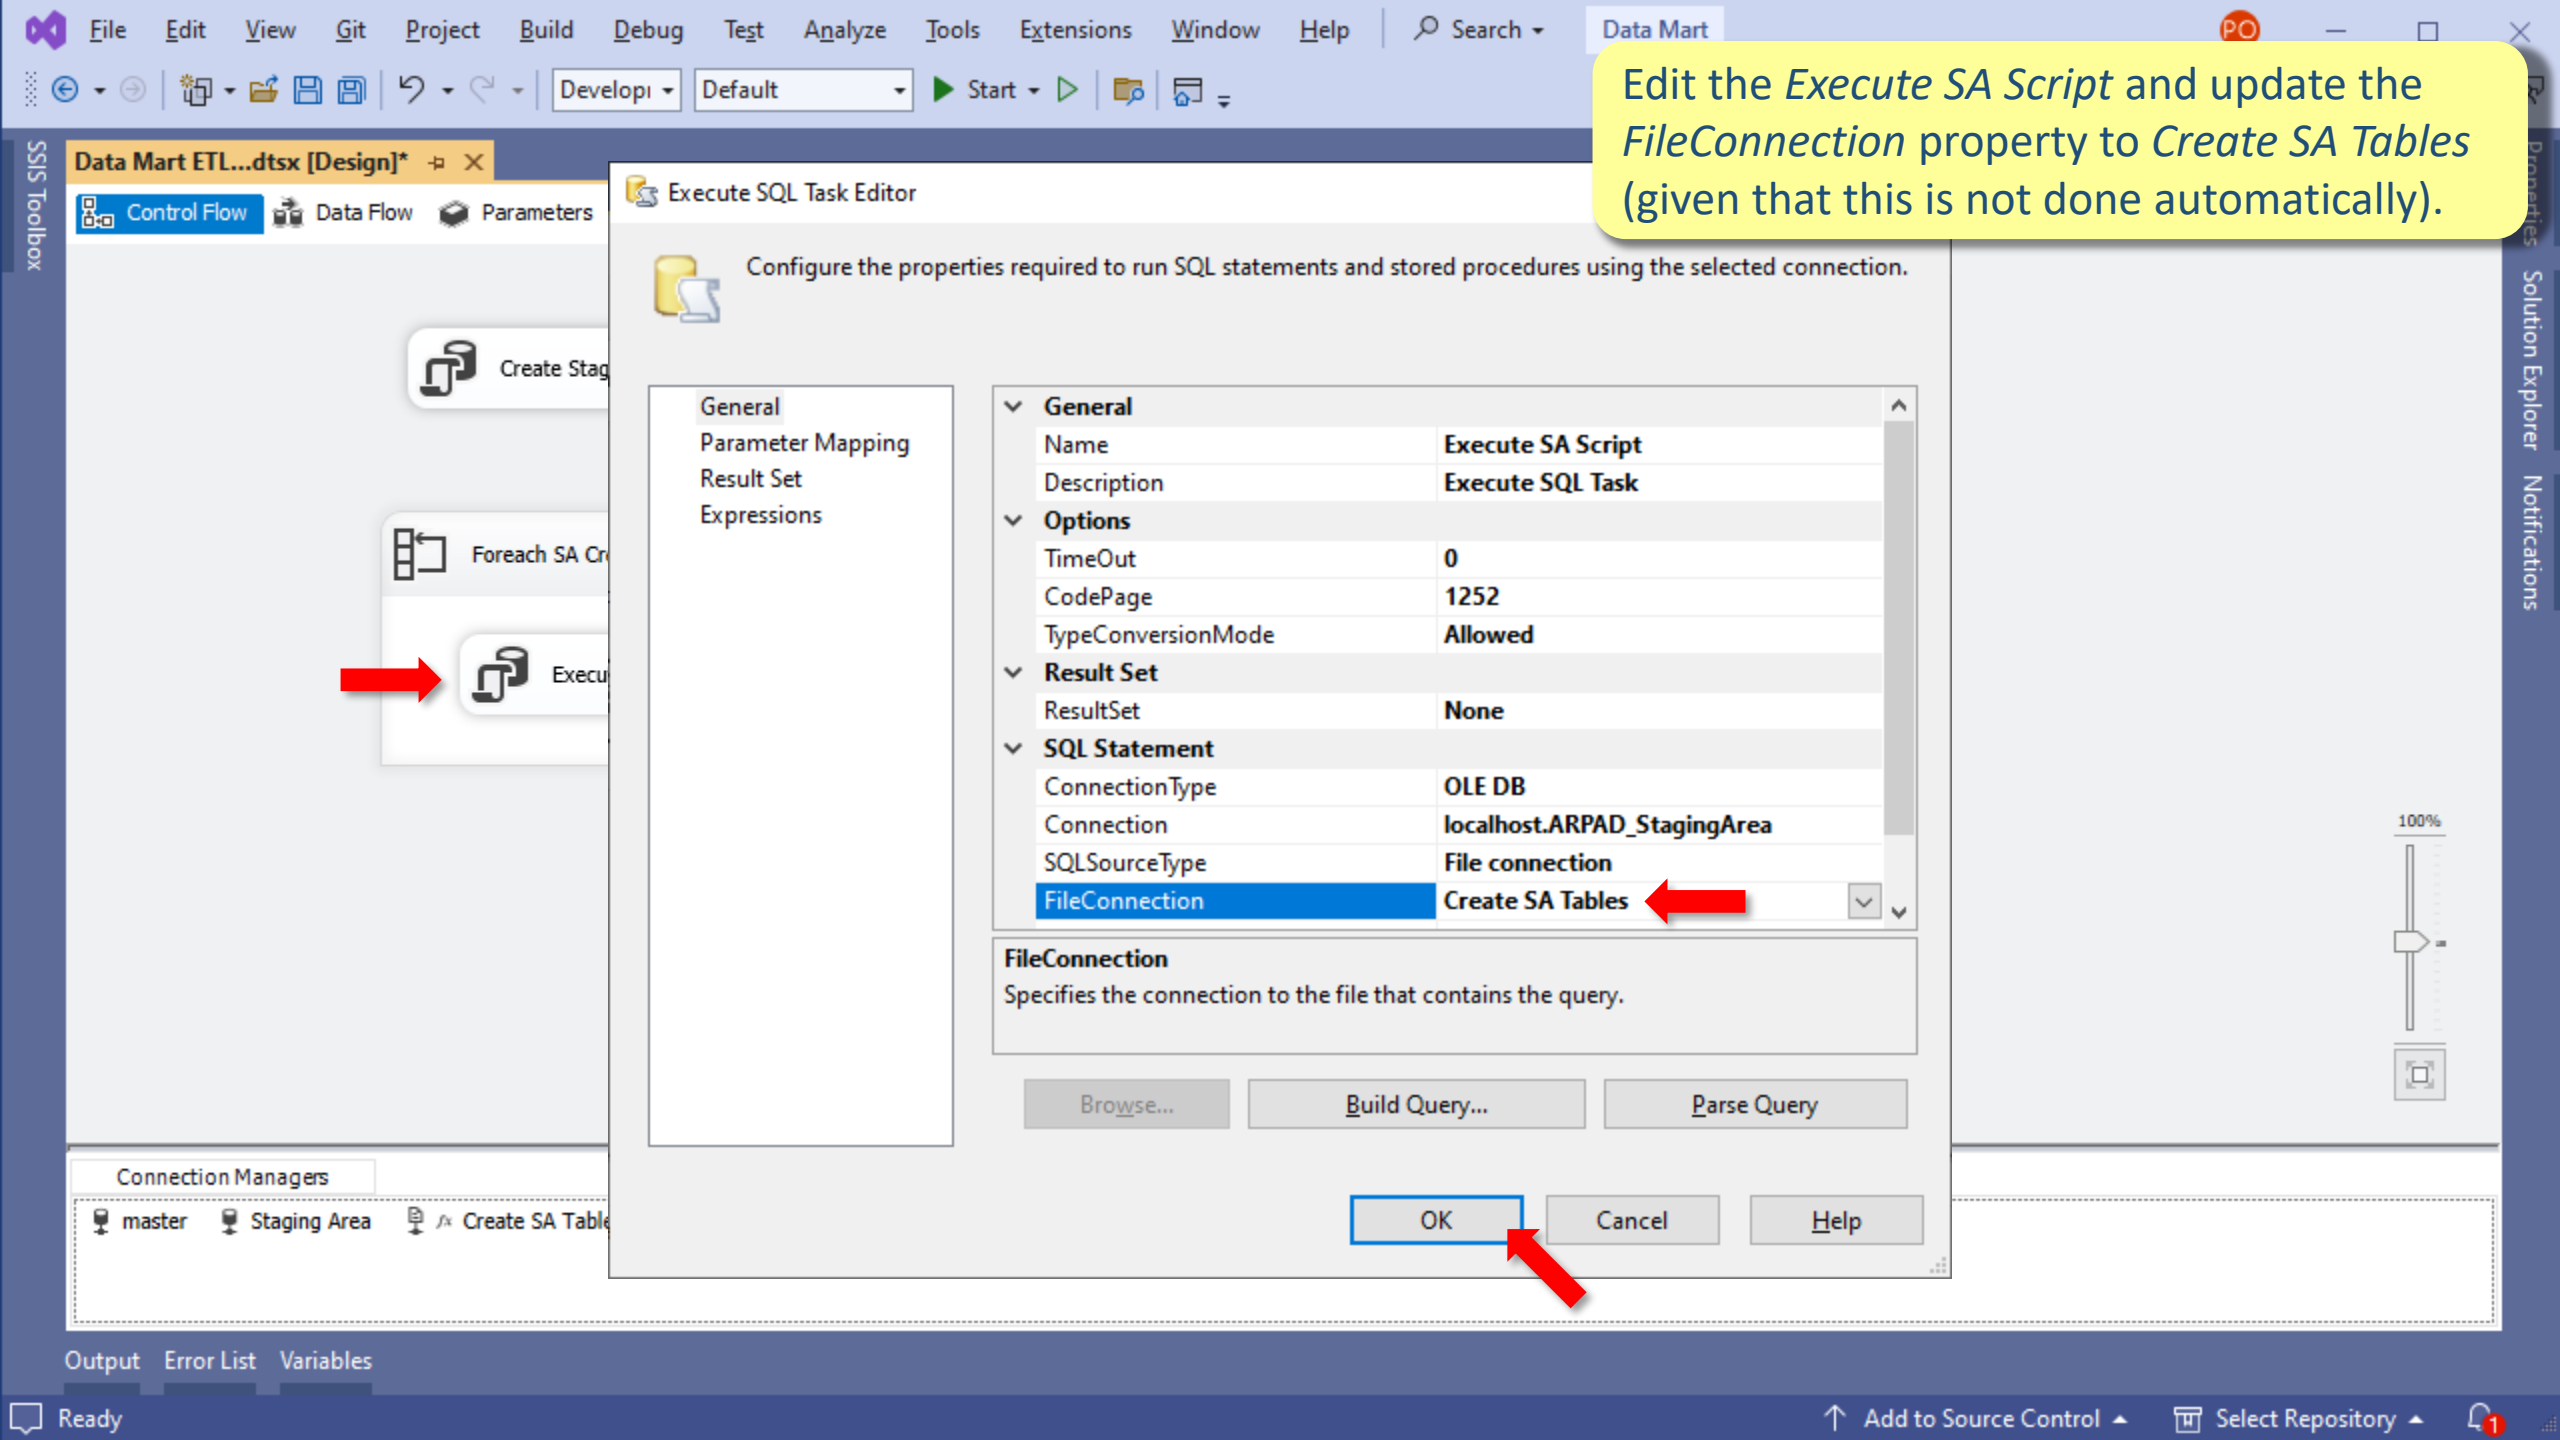 File Edit View Git Project Build Debug Test Analyze Tools Extensions Window Help Search Data Mart PO
Developi Default Start
Edit the Execute SA Script and update the
FileConnection property to Create SA Tables
(given that this is not done automatically).
SSIS Toolbox
Data Mart ETL...dtsx [Design]*
Control Flow Data Flow Parameters
Execute SQL Task Editor
Configure the properties required to run SQL statements and stored procedures using the selected connection.
Create Stag
Foreach SA Cre
Execu
General
Parameter Mapping
Result Set
Expressions
General
Name Execute SA Script
Description Execute SQL Task
Options
TimeOut 0
CodePage 1252
TypeConversionMode Allowed
Result Set
ResultSet None
SQL Statement
ConnectionType OLE DB
Connection localhost.ARPAD_StagingArea
SQLSourceType File connection
FileConnection Create SA Tables
FileConnection
Specifies the connection to the file that contains the query.
Browse... Build Query... Parse Query
OK Cancel Help
Properties
Solution Explorer
Notifications
100%
Connection Managers
master Staging Area fx Create SA Table
Output Error List Variables
Ready Add to Source Control Select Repository 1